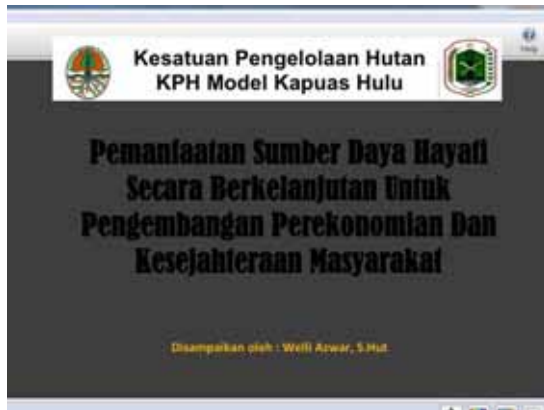 Kesatuan Pengelolaan Hutan
KPH Model Kapuas Hulu
Pemanfaatan Sumber Daya Hayati
Secara Berkelanjutan Untuk
Pengembangan Perekonomian Dan
Kesejahteraan Masyarakat
Disampaikan oleh : Welli Azwar, S.Hut